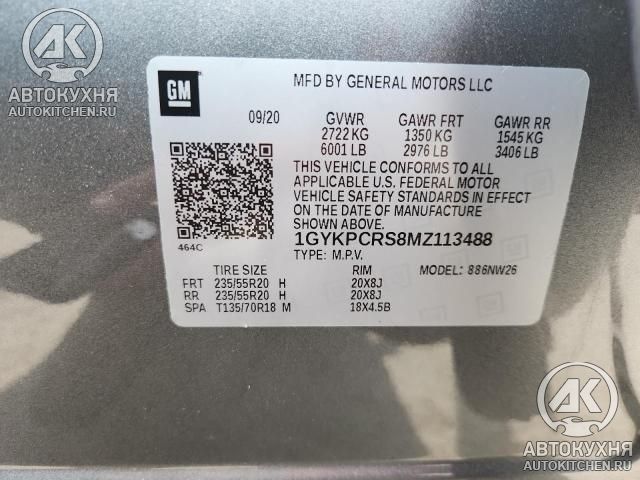 АК
АВТОКУХНЯ
AUTOKITCHEN.RU
GM
MFD BY GENERAL MOTORS LLC
09/20 GVWR GAWR FRT GAWR RR
2722 KG 1350 KG 1545 KG
6001 LB 2976 LB 3406 LB
THIS VEHICLE CONFORMS TO ALL
APPLICABLE U.S. FEDERAL MOTOR
VEHICLE SAFETY STANDARDS IN EFFECT
ON THE DATE OF MANUFACTURE
SHOWN ABOVE.
464C 1GYKPCRS8MZ113488
TYPE: M.P.V.
TIRE SIZE RIM MODEL: 886NW26
FRT 235/55R20 H 20X8J
RR 235/55R20 H 20X8J
SPA T135/70R18 M 18X4.5B
АК
АВТОКУХНЯ
AUTOKITCHEN.RU